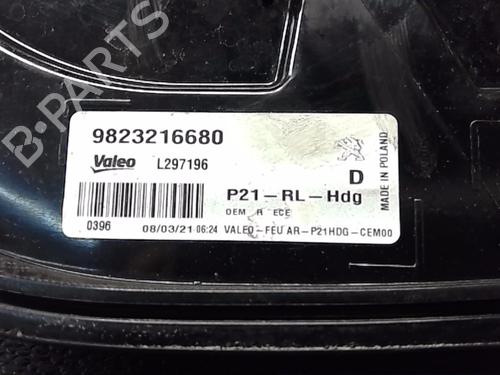 9823216680
Valeo L297196
D
P21-RL-Hdg
MADE IN POLAND
OEM R ECE
0396 08/03/21 06:24 VALEO-FEU AR-P21HDG-CEM00
B-PARTS